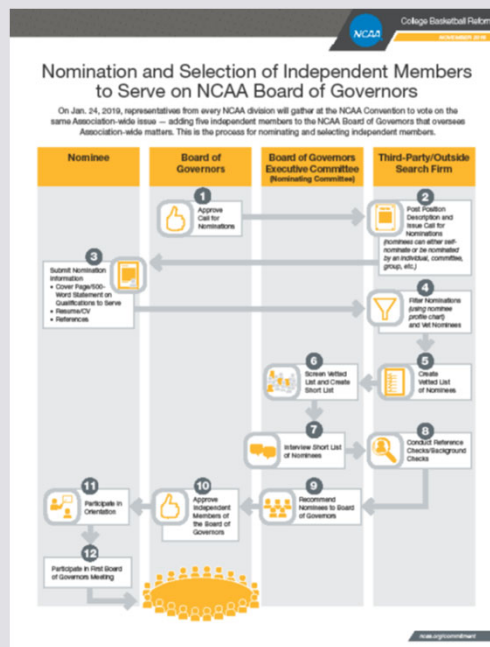 College Basketball Reform
NCAA
NOVEMBER 2018
Nomination and Selection of Independent Members
to Serve on NCAA Board of Governors
On Jan. 24, 2019, representatives from every NCAA division will gather at the NCAA Convention to vote on the
same Association-wide issue — adding five independent members to the NCAA Board of Governors that oversees
Association-wide matters. This is the process for nominating and selecting independent members.
Nominee
Board of
Governors
Board of Governors
Executive Committee
(Nominating Committee)
Third-Party/Outside
Search Firm
1
Approve
Call for
Nominations
2
Post Position
Description and
Issue Call for
Nominations
(nominees can either self-
nominate or be nominated
by an individual, committee,
group, etc.)
3
Submit Nomination
Information
• Cover Page/500-
Word Statement on
Qualifications to Serve
• Resume/CV
• References
4
Filter Nominations
(using nominee
profile chart)
and Vet Nominees
5
Create
Vetted List
of Nominees
6
Screen Vetted
List and Create
Short List
7
Interview Short List
of Nominees
8
Conduct Reference
Checks/Background
Checks
9
Recommend
Nominees to Board
of Governors
10
Approve
Independent
Members of
the Board of
Governors
11
Participate in
Orientation
12
Participate in First Board
of Governors Meeting
ncaa.org/commitment